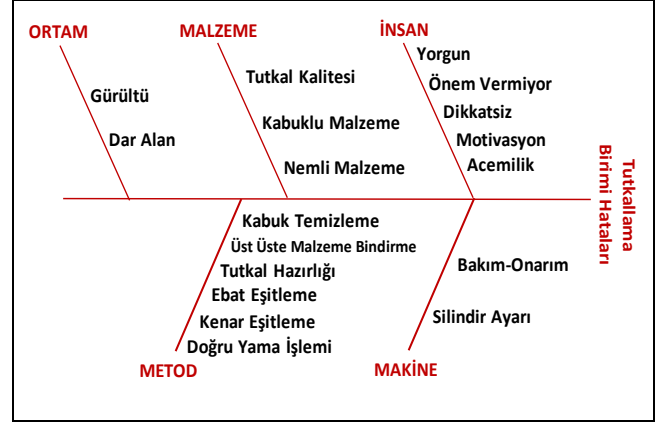 ORTAM
Gürültü
Dar Alan
MALZEME
Tutkal Kalitesi
Kabuklu Malzeme
Nemli Malzeme
İNSAN
Yorgun
Önem Vermiyor
Dikkatsiz
Motivasyon
Acemilik
Tutkallama
Birimi Hataları
Kabuk Temizleme
Üst Üste Malzeme Bindirme
Tutkal Hazırlığı
Ebat Eşitleme
Kenar Eşitleme
Doğru Yama İşlemi
METOD
Bakım-Onarım
Silindir Ayarı
MAKİNE